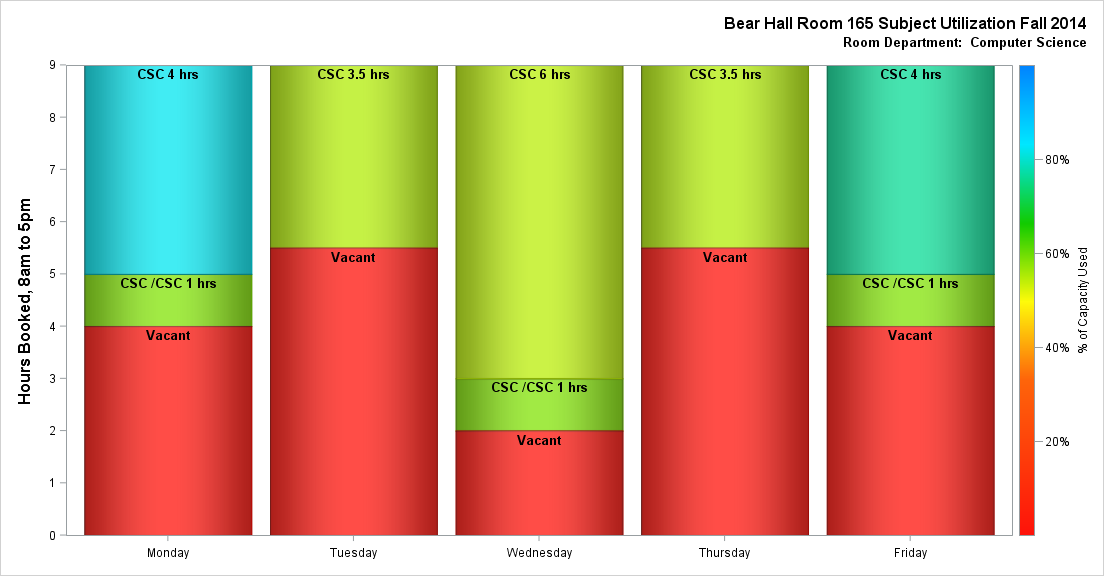 Bear Hall Room 165 Subject Utilization Fall 2014
Room Department:  Computer Science
Hours Booked, 8am to 5pm
9
8
7
6
5
4
3
2
1
0
CSC 4 hrs
CSC /CSC 1 hrs
Vacant
CSC 3.5 hrs
Vacant
CSC 6 hrs
CSC /CSC 1 hrs
Vacant
CSC 3.5 hrs
Vacant
CSC 4 hrs
CSC /CSC 1 hrs
Vacant
Monday
Tuesday
Wednesday
Thursday
Friday
80%
60%
40%
20%
% of Capacity Used